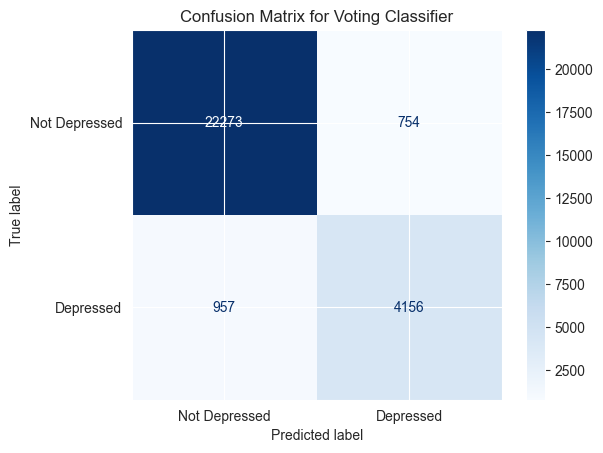 Confusion Matrix for Voting Classifier
True label
Not Depressed
22273
754
Depressed
957
4156
Not Depressed
Depressed
Predicted label
20000
17500
15000
12500
10000
7500
5000
2500